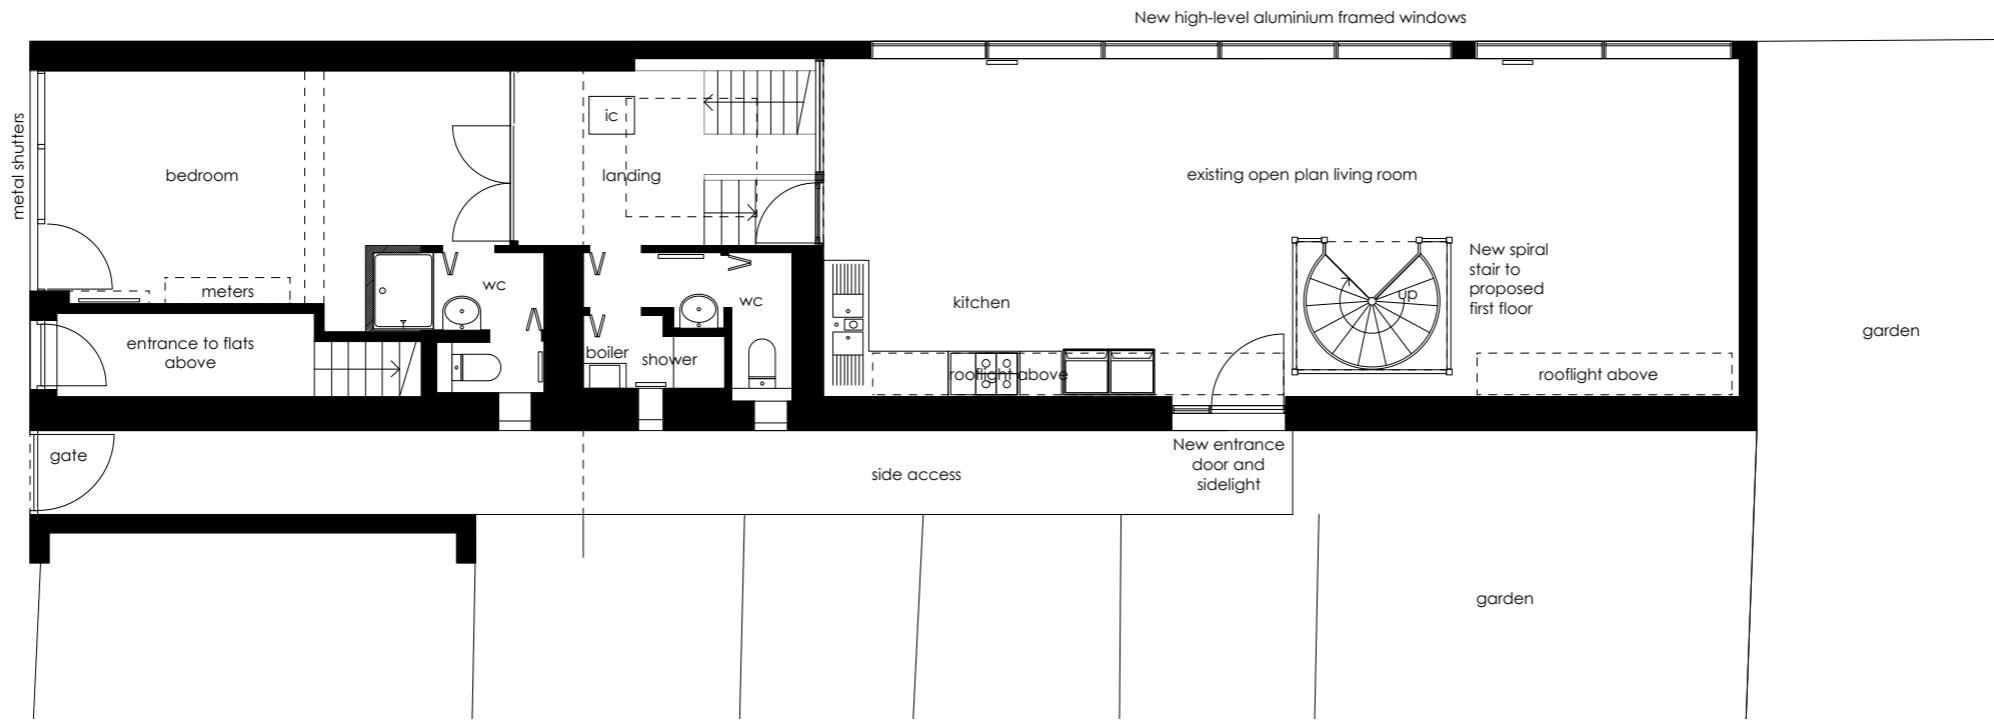 New high-level aluminium framed windows
metal shutters
bedroom
ic
landing
existing open plan living room
meters
wc
wc
kitchen
up
New spiral
stair to
proposed
first floor
garden
entrance to flats
above
boiler
shower
rooflight above
rooflight above
gate
side access
New entrance
door and
sidelight
garden